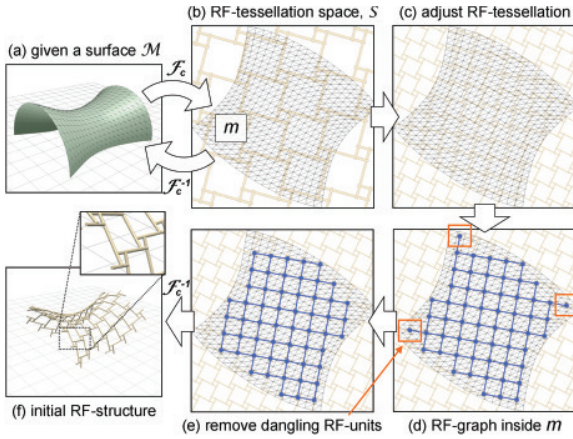 (b) RF-tessellation space, S
(c) adjust RF-tessellation
(a) given a surface ℳ
ℱc
m
ℱc⁻¹
ℱc⁻¹
(f) initial RF-structure
(e) remove dangling RF-units
(d) RF-graph inside m